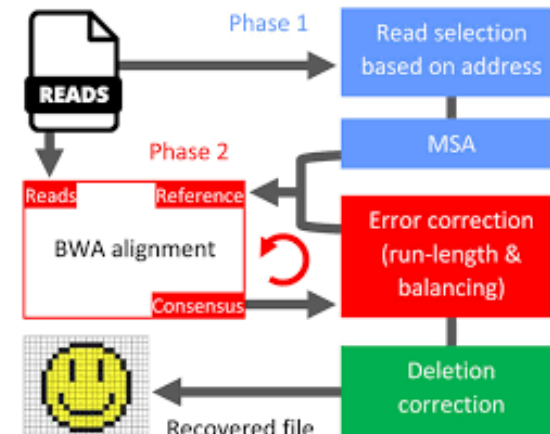 Phase 1
Read selection
based on address
READS
MSA
Phase 2
Reads
Reference
BWA alignment
Consensus
Error correction
(run-length &
balancing)
Deletion
correction
Recovered file